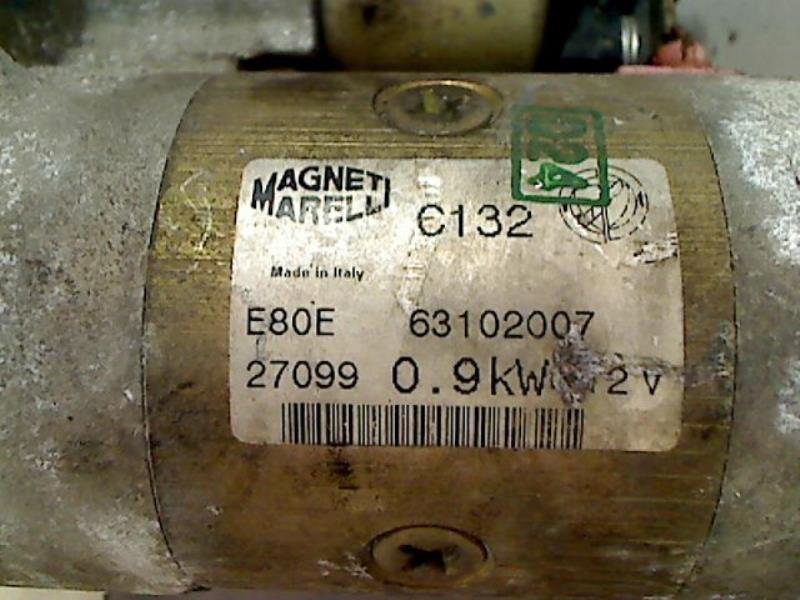 MAGNETI
MARELLI
C132
Made in Italy
E80E 63102007
27099 0.9kW 12V